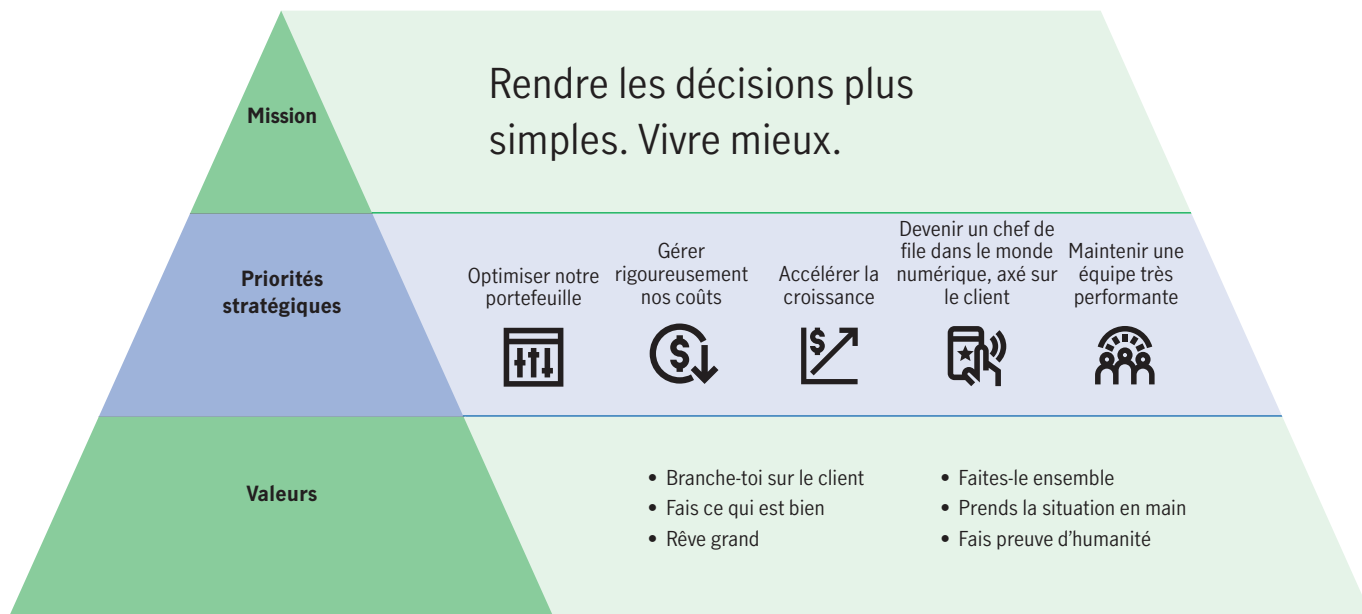 Mission
Rendre les décisions plus
simples. Vivre mieux.
Priorités
stratégiques
Optimiser notre
portefeuille
Gérer
rigoureusement
nos coûts
Accélérer la
croissance
Devenir un chef de
file dans le monde
numérique, axé sur
le client
Maintenir une
équipe très
performante
Valeurs
• Branche-toi sur le client
• Fais ce qui est bien
• Rêve grand
• Faites-le ensemble
• Prends la situation en main
• Fais preuve d'humanité